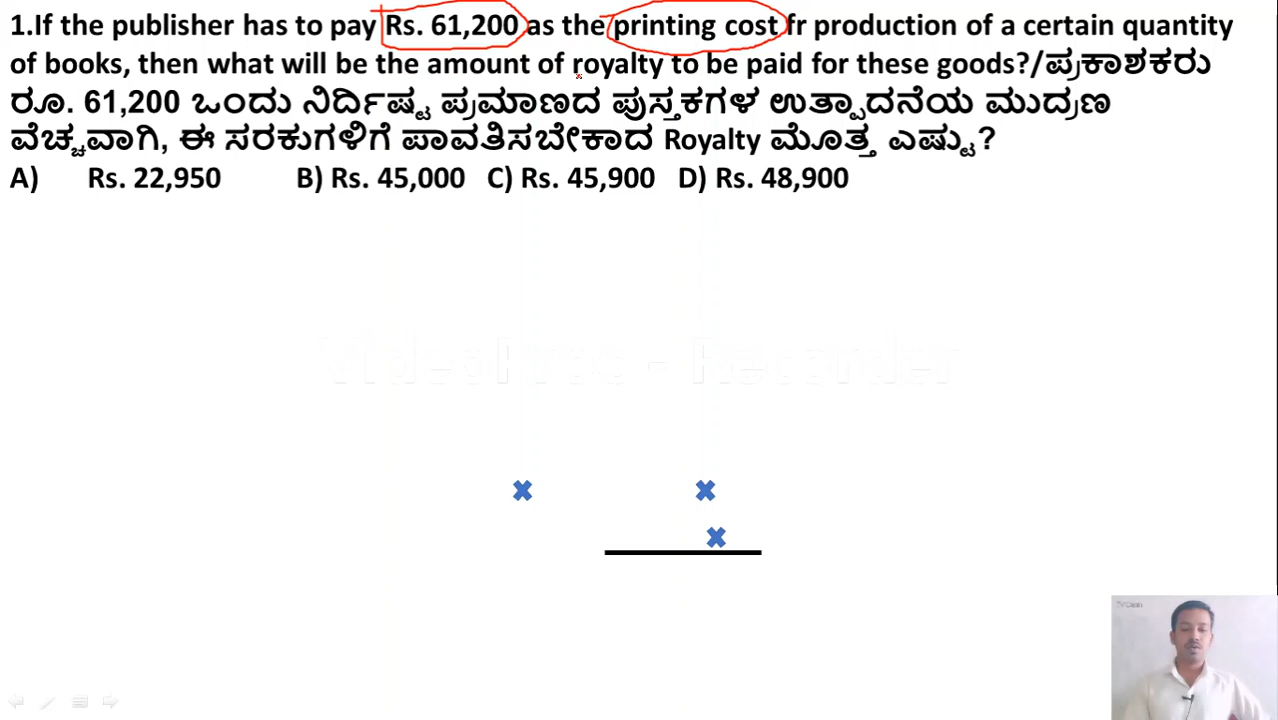 1.If the publisher has to pay Rs. 61,200 as the printing cost fr production of a certain quantity
of books, then what will be the amount of royalty to be paid for these goods?/ಪ್ರಕಾಶಕರು
ರೂ. 61,200 ಒಂದು ನಿರ್ದಿಷ್ಟ ಪ್ರಮಾಣದ ಪುಸ್ತಕಗಳ ಉತ್ಪಾದನೆಯ ಮುದ್ರಣ
ವೆಚ್ಚವಾಗಿ, ಈ ಸರಕುಗಳಿಗೆ ಪಾವತಿಸಬೇಕಾದ Royalty ಮೊತ್ತ ಎಷ್ಟು?
A) Rs. 22,950 B) Rs. 45,000 C) Rs. 45,900 D) Rs. 48,900
VideoProc - Recorder